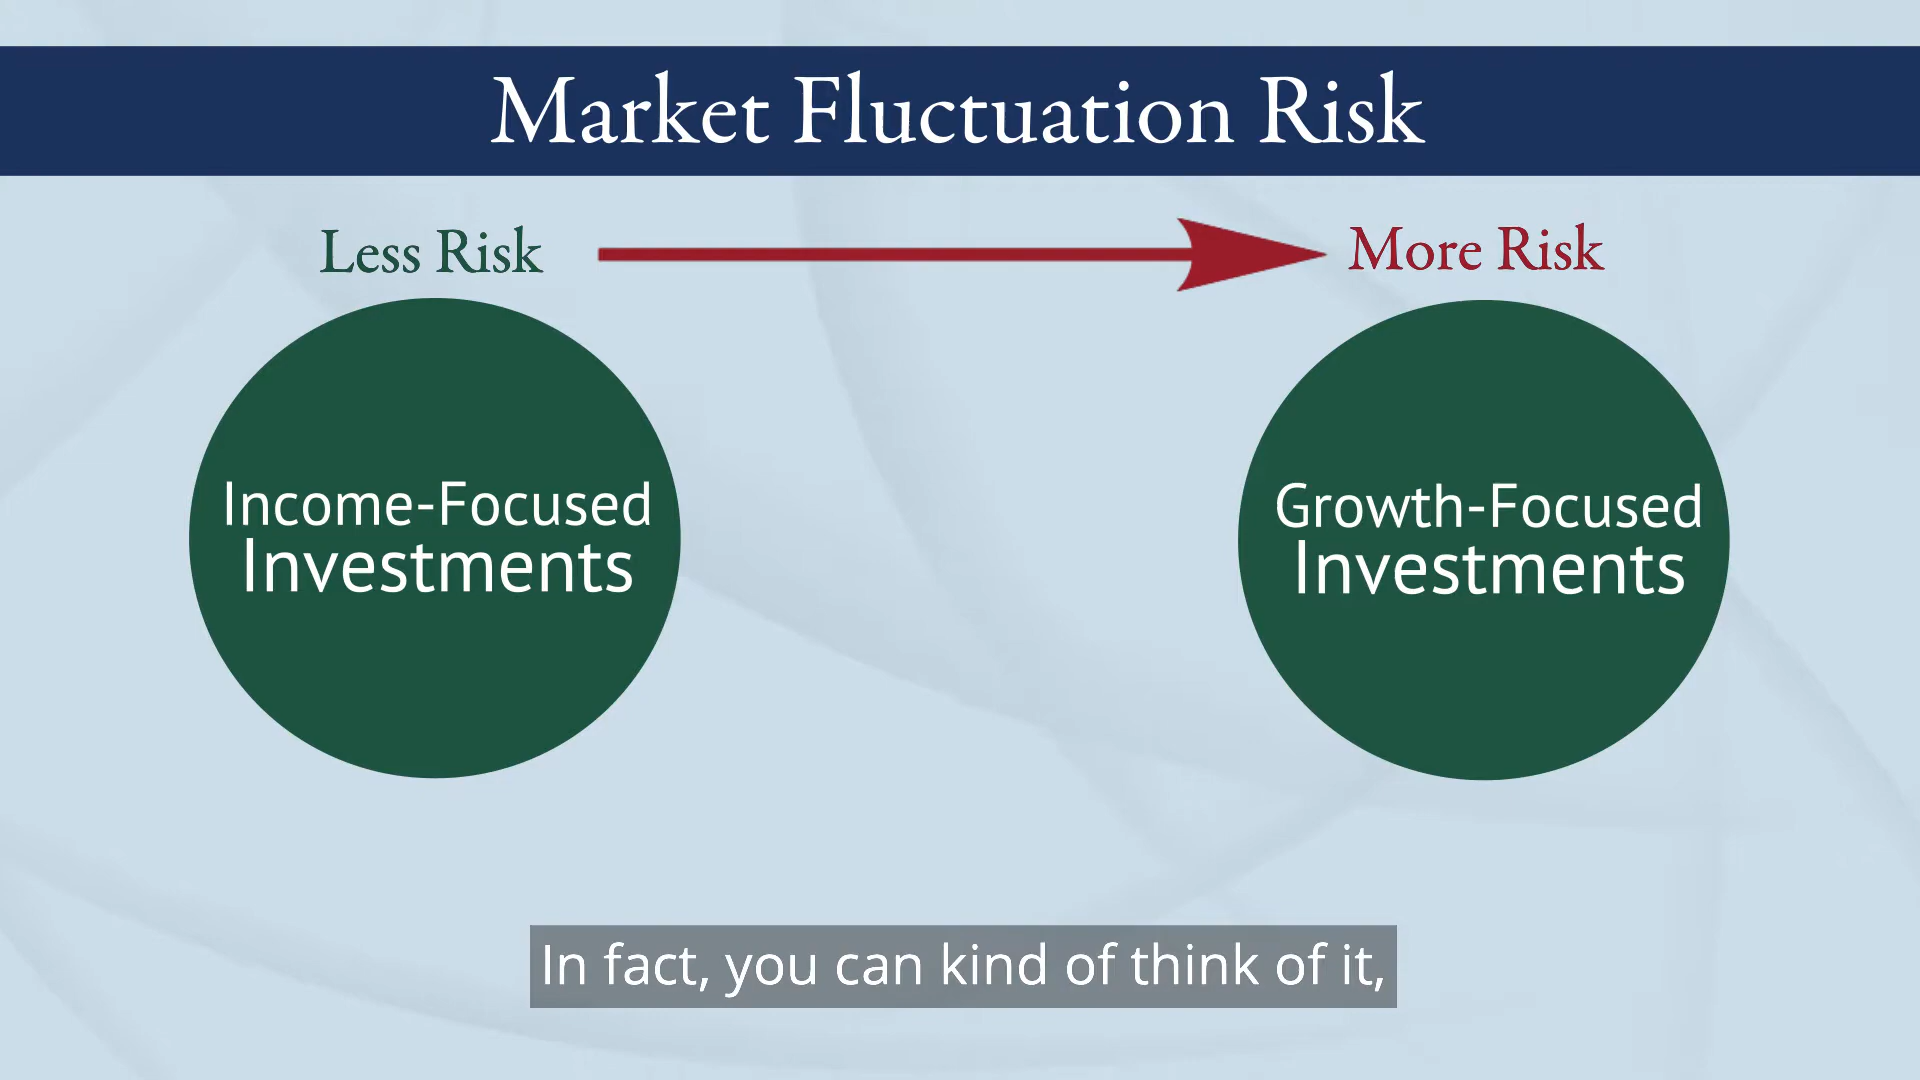 Market Fluctuation Risk
Less Risk
More Risk
Income-Focused
Investments
Growth-Focused
Investments
In fact, you can kind of think of it,